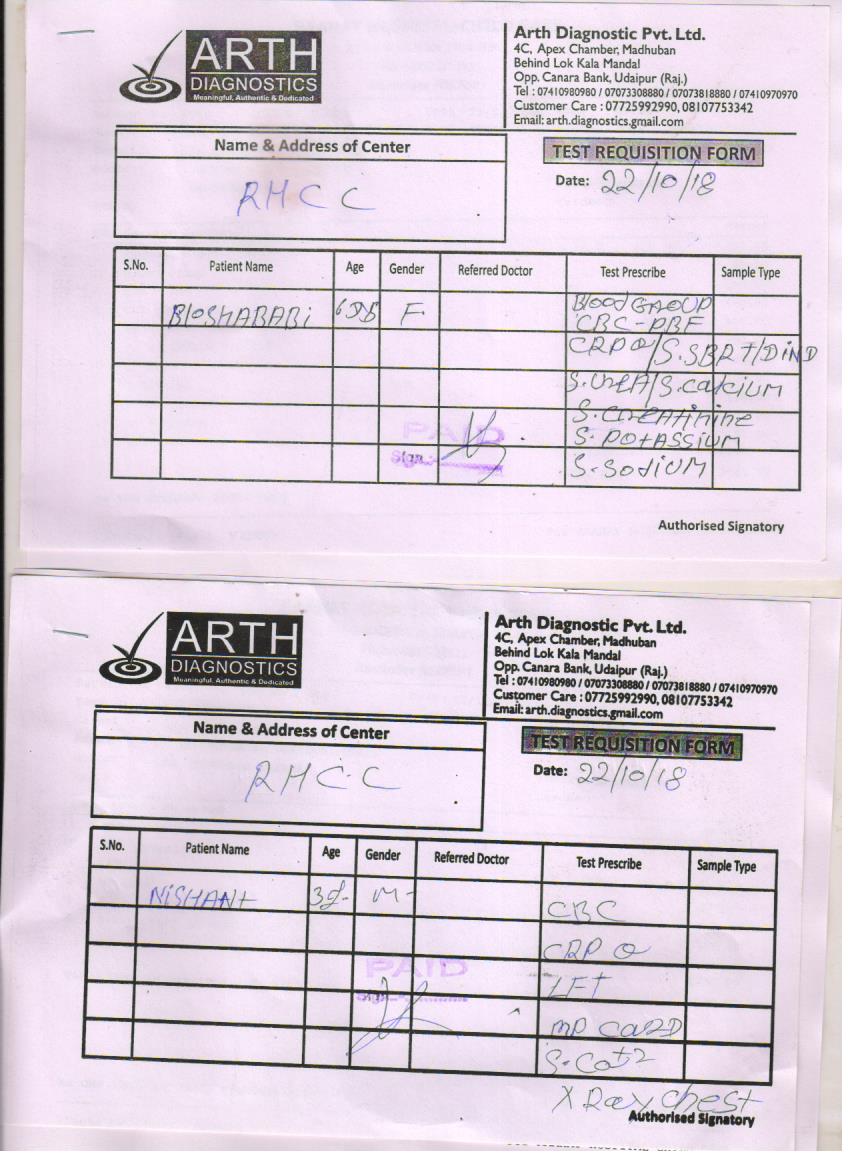 ARTH
DIAGNOSTICS
Meaningful, Authentic & Dedicated
Arth Diagnostic Pvt. Ltd.
4C, Apex Chamber, Madhuban
Behind Lok Kala Mandal
Opp. Canara Bank, Udaipur (Raj.)
Tel : 07410980980 / 07073308880 / 07073818880 / 07410970970
Customer Care : 07725992990, 08107753342
Email: arth.diagnostics.gmail.com
Name & Address of Center
RHCC
TEST REQUISITION FORM
Date: 22/10/18
S.No. Patient Name Age Gender Referred Doctor Test Prescribe Sample Type
F. Blood GROUP
CBC-PBF
CRP Q
S. UREA/S. calcium
S. Creatinine
PAID S. POTASSIUM
Sign. S-Sodium
Authorised Signatory
ARTH
DIAGNOSTICS
Meaningful, Authentic & Dedicated
Arth Diagnostic Pvt. Ltd.
4C, Apex Chamber, Madhuban
Behind Lok Kala Mandal
Opp. Canara Bank, Udaipur (Raj.)
Tel : 07410980980 / 07073308880 / 07073818880 / 07410970970
Customer Care : 07725992990, 08107753342
Email: arth.diagnostics.gmail.com
Name & Address of Center
RHC-C
TEST REQUISITION FORM
Date: 22/10/18
S.No. Patient Name Age Gender Referred Doctor Test Prescribe Sample Type
NISHANT M- CBC
CRP Q
PAID LFT
Sign. MP CARD
X Ray chest
Authorised Signatory